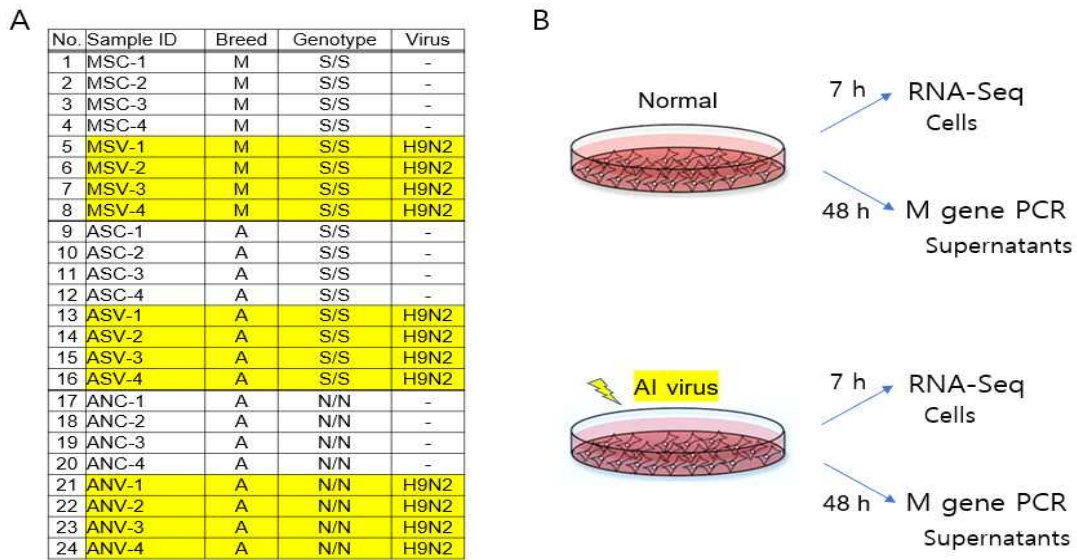 A
No. Sample ID Breed Genotype Virus
1 MSC-1 M S/S -
2 MSC-2 M S/S -
3 MSC-3 M S/S -
4 MSC-4 M S/S -
5 MSV-1 M S/S H9N2
6 MSV-2 M S/S H9N2
7 MSV-3 M S/S H9N2
8 MSV-4 M S/S H9N2
9 ASC-1 A S/S -
10 ASC-2 A S/S -
11 ASC-3 A S/S -
12 ASC-4 A S/S -
13 ASV-1 A S/S H9N2
14 ASV-2 A S/S H9N2
15 ASV-3 A S/S H9N2
16 ASV-4 A S/S H9N2
17 ANC-1 A N/N -
18 ANC-2 A N/N -
19 ANC-3 A N/N -
20 ANC-4 A N/N -
21 ANV-1 A N/N H9N2
22 ANV-2 A N/N H9N2
23 ANV-3 A N/N H9N2
24 ANV-4 A N/N H9N2
B
Normal
7 h RNA-Seq
Cells
48 h M gene PCR
Supernatants
AI virus
7 h RNA-Seq
Cells
48 h M gene PCR
Supernatants